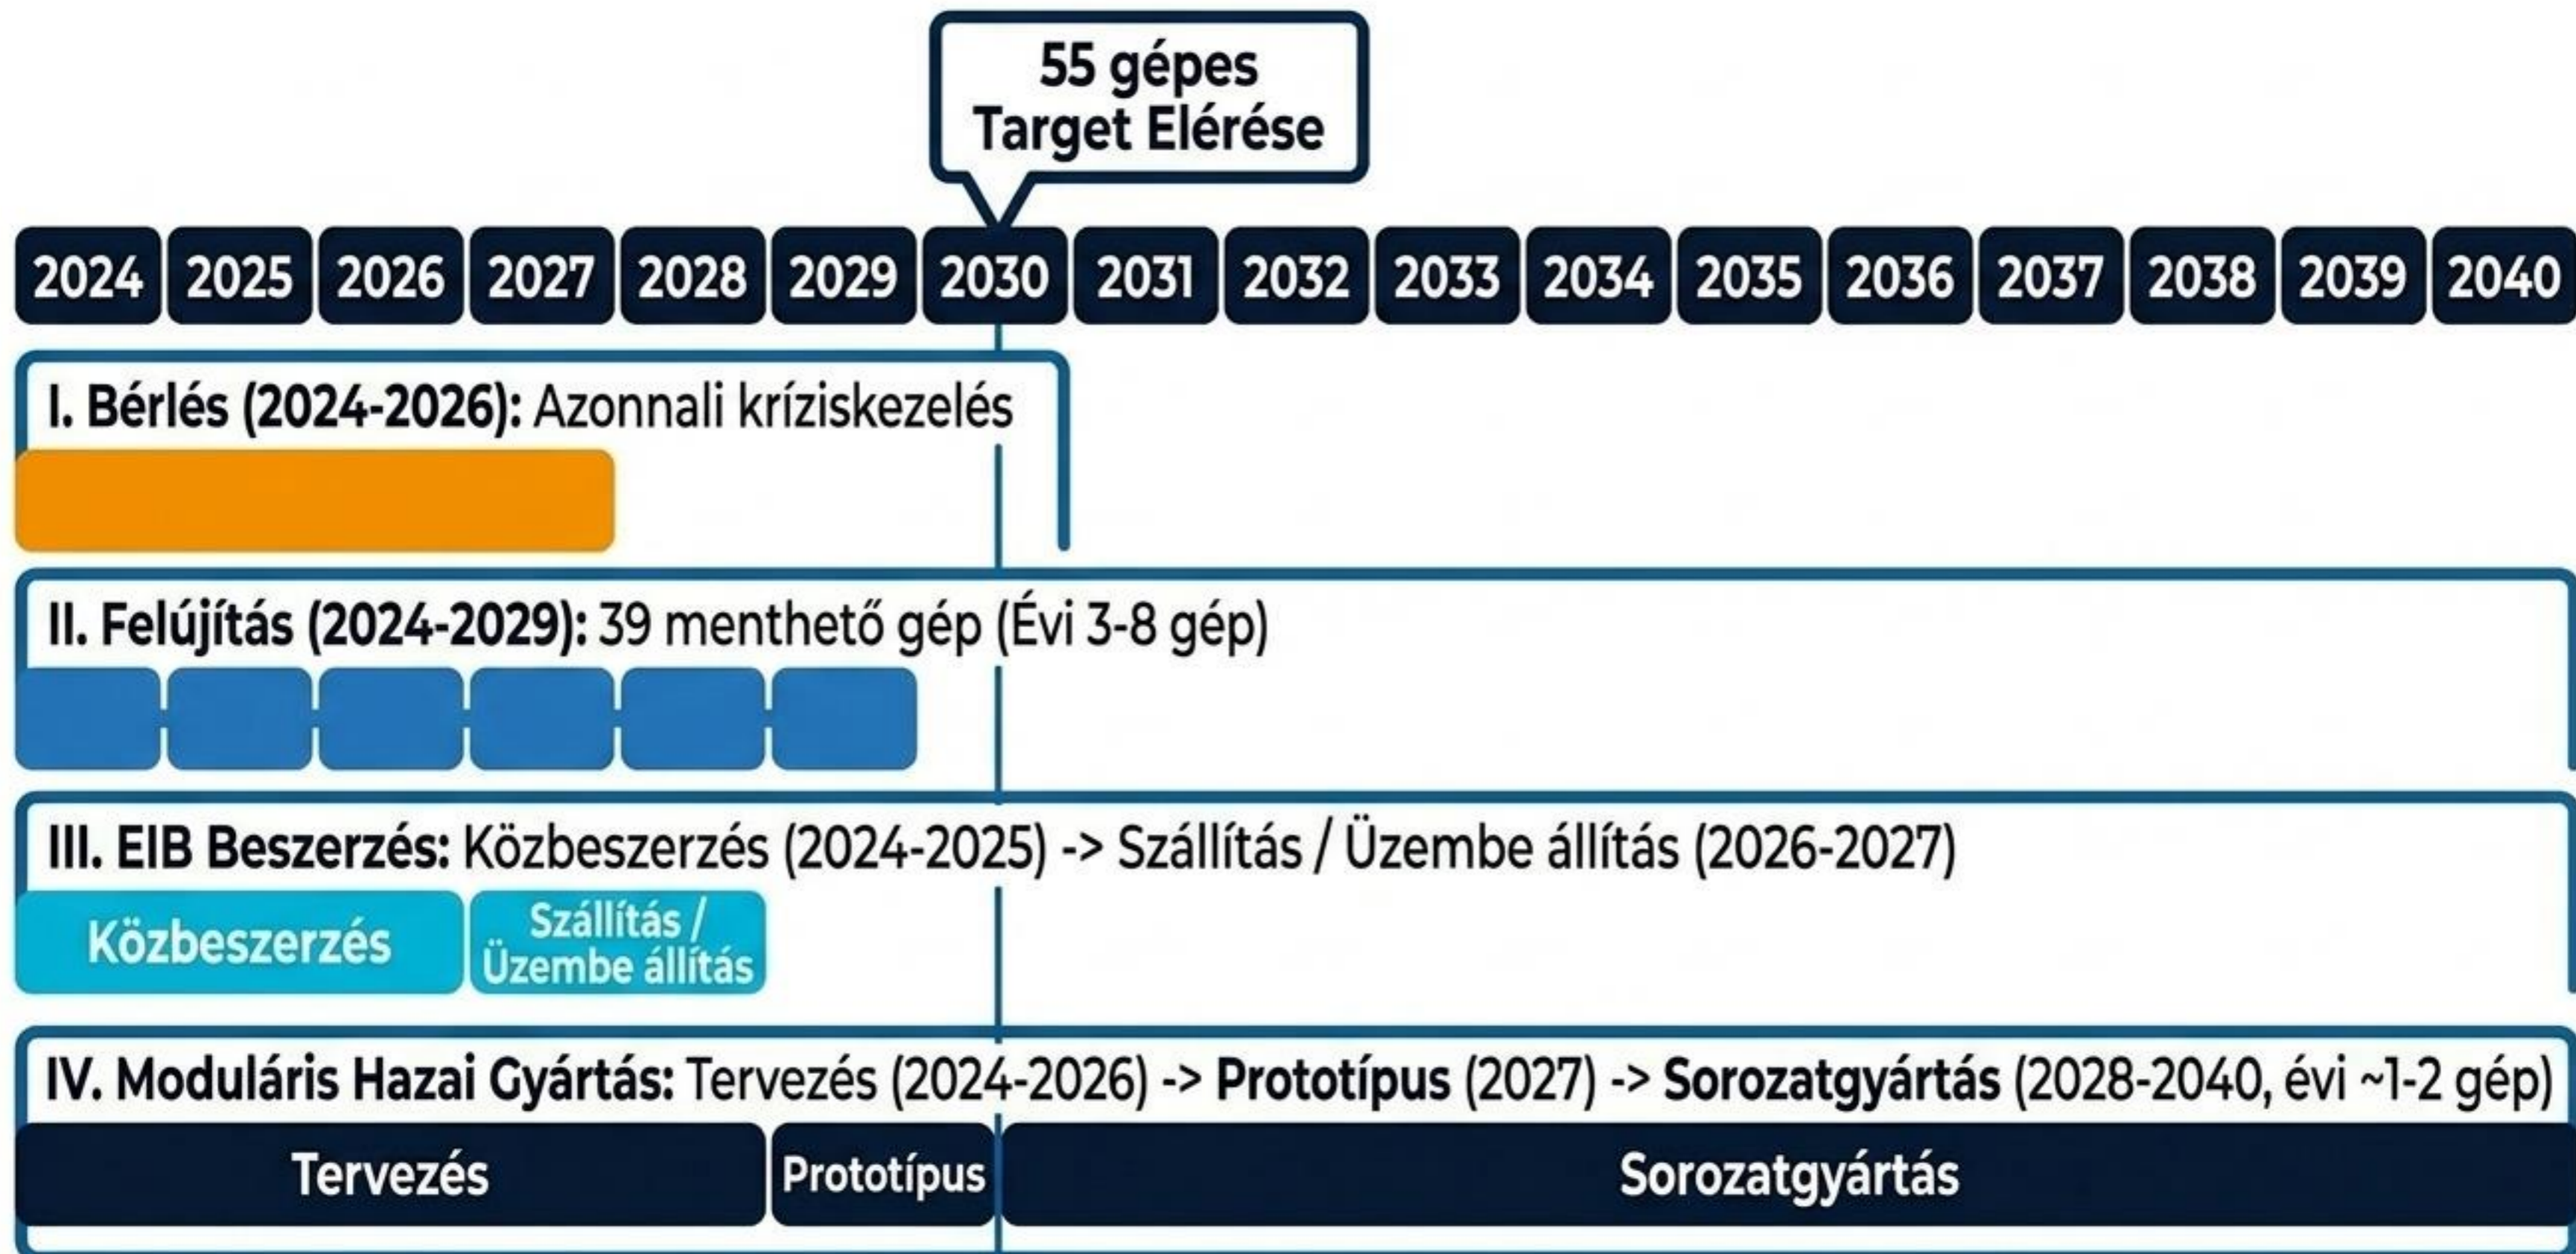 55 gépes
Target Elérése
2024 2025 2026 2027 2028 2029 2030 2031 2032 2033 2034 2035 2036 2037 2038 2039 2040
I. Bérlés (2024-2026): Azonnali kríziskezelés
II. Felújítás (2024-2029): 39 menthető gép (Évi 3-8 gép)
III. EIB Beszerzés: Közbeszerzés (2024-2025) -> Szállítás / Üzembe állítás (2026-2027)
Közbeszerzés
Szállítás /
Üzembe állítás
IV. Moduláris Hazai Gyártás: Tervezés (2024-2026) -> Prototípus (2027) -> Sorozatgyártás (2028-2040, évi ~1-2 gép)
Tervezés
Prototípus
Sorozatgyártás